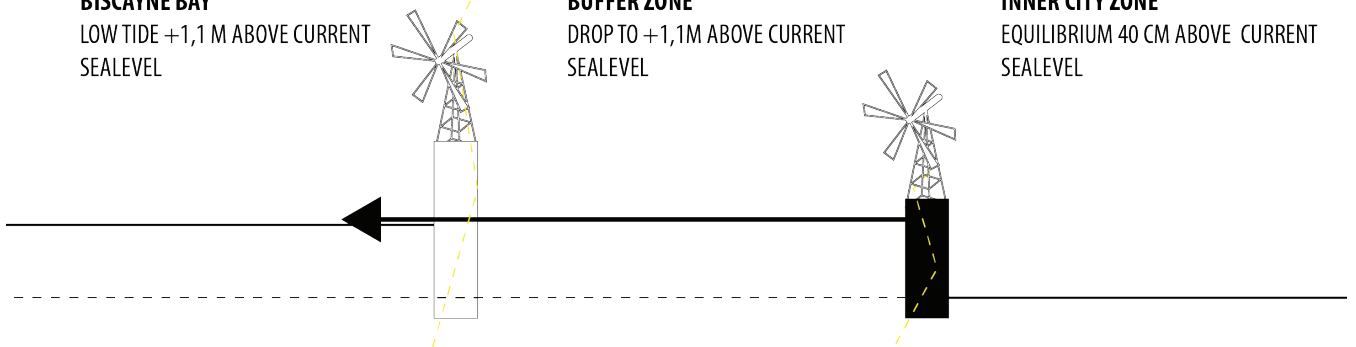 BISCAYNE BAY
LOW TIDE +1,1 M ABOVE CURRENT
SEALEVEL
BUFFER ZONE
DROP TO +1,1M ABOVE CURRENT
SEALEVEL
INNER CITY ZONE
EQUILIBRIUM 40 CM ABOVE  CURRENT
SEALEVEL